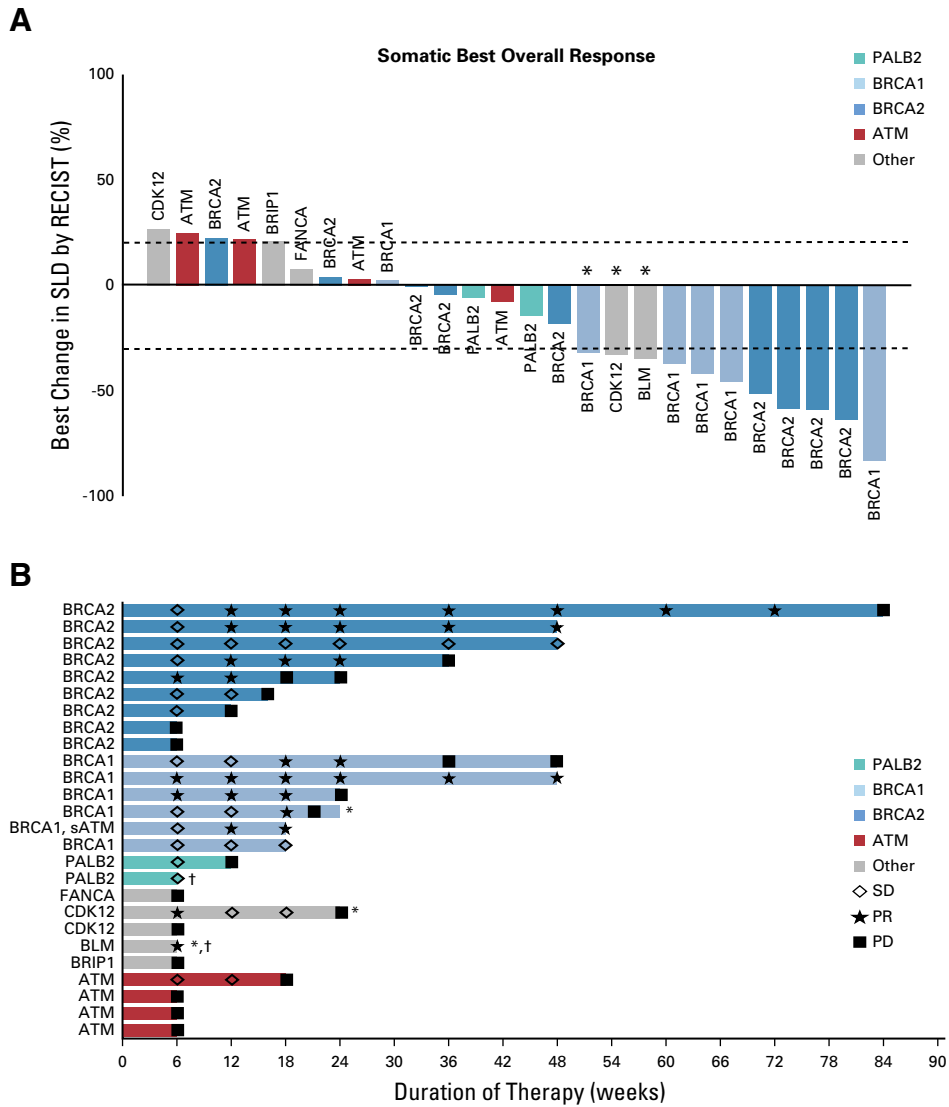 A
Somatic Best Overall Response
PALB2
BRCA1
BRCA2
ATM
Other
Best Change in SLD by RECIST (%)
100
50
0
-50
-100
CDK12
ATM
BRCA2
ATM
BRIP1
FANCA
BRCA2
ATM
BRCA1
BRCA2
BRCA2
PALB2
ATM
PALB2
BRCA2
* * *
BRCA1
CDK12
BLM
BRCA1
BRCA1
BRCA1
BRCA2
BRCA2
BRCA2
BRCA2
BRCA1
B
BRCA2
BRCA2
BRCA2
BRCA2
BRCA2
BRCA2
BRCA2
BRCA2
BRCA2
BRCA1
BRCA1
BRCA1
BRCA1 *
BRCA1, sATM
BRCA1
PALB2
PALB2 †
FANCA
CDK12 *
CDK12
BLM *,†
BRIP1
ATM
ATM
ATM
ATM
PALB2
BRCA1
BRCA2
ATM
Other
SD
PR
PD
0 6 12 18 24 30 36 42 48 54 60 66 72 78 84 90
Duration of Therapy (weeks)